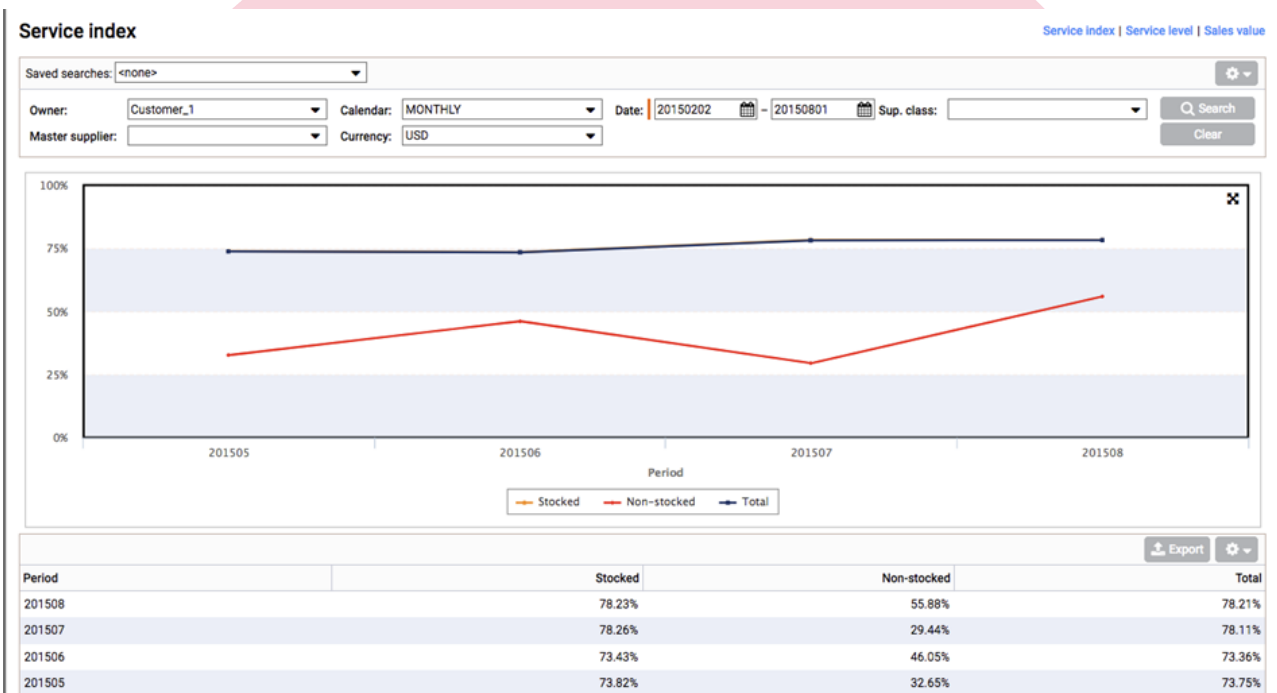 Service index
Service index | Service level | Sales value
Saved searches: <none>
Owner: Customer_1 Calendar: MONTHLY Date: 20150202 – 20150801 Sup. class: Search
Master supplier: Currency: USD Clear
100%
75%
50%
25%
0%
201505 201506 201507 201508
Period
Stocked Non-stocked Total
Export
Period Stocked Non-stocked Total
201508 78.23% 55.88% 78.21%
201507 78.26% 29.44% 78.11%
201506 73.43% 46.05% 73.36%
201505 73.82% 32.65% 73.75%